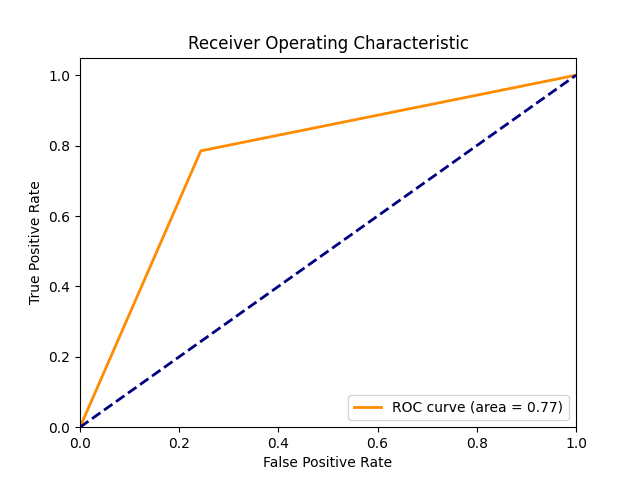 Receiver Operating Characteristic
True Positive Rate
1.0
0.8
0.6
0.4
0.2
0.0
ROC curve (area = 0.77)
0.0 0.2 0.4 0.6 0.8 1.0
False Positive Rate